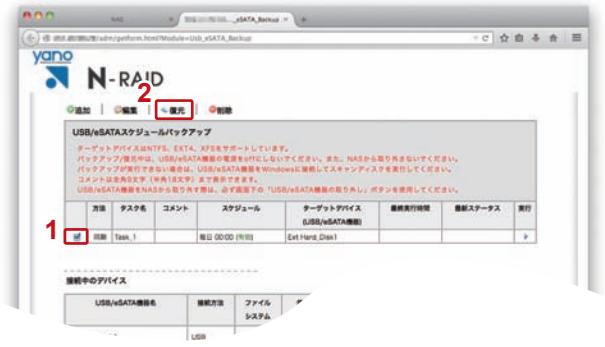 NAS
_eSATA_Backup
/adm/getform.html?Module=Usb_eSATA_Backup
yano
N-RAID
2
追加 | 編集 | 復元 | 削除
USB/eSATAスケジュールバックアップ
ターゲットデバイスはNTFS、EXT4、XFSをサポートしています。
バックアップ/復元中は、USB/eSATA機器の電源をoffにしないでください。また、NASから取り外さないでください。
バックアップが実行できない場合は、USB/eSATA機器をWindowsに接続してスキャンディスクを実行してください。
コメントは全角9文字（半角18文字）まで表示できます。
USB/eSATA機器をNASから取り外す際は、必ず画面下の「USB/eSATA機器の取り外し」ボタンを使用してください。
方法 タスク名 コメント スケジュール ターゲットデバイス 最終実行時間 最新ステータス 実行
(USB/eSATA機器)
1
同期 Task_1 毎日 00:00 (有効) Ext Hard_Disk1
接続中のデバイス
USB/eSATA機器名 接続方法 ファイル
システム
USB